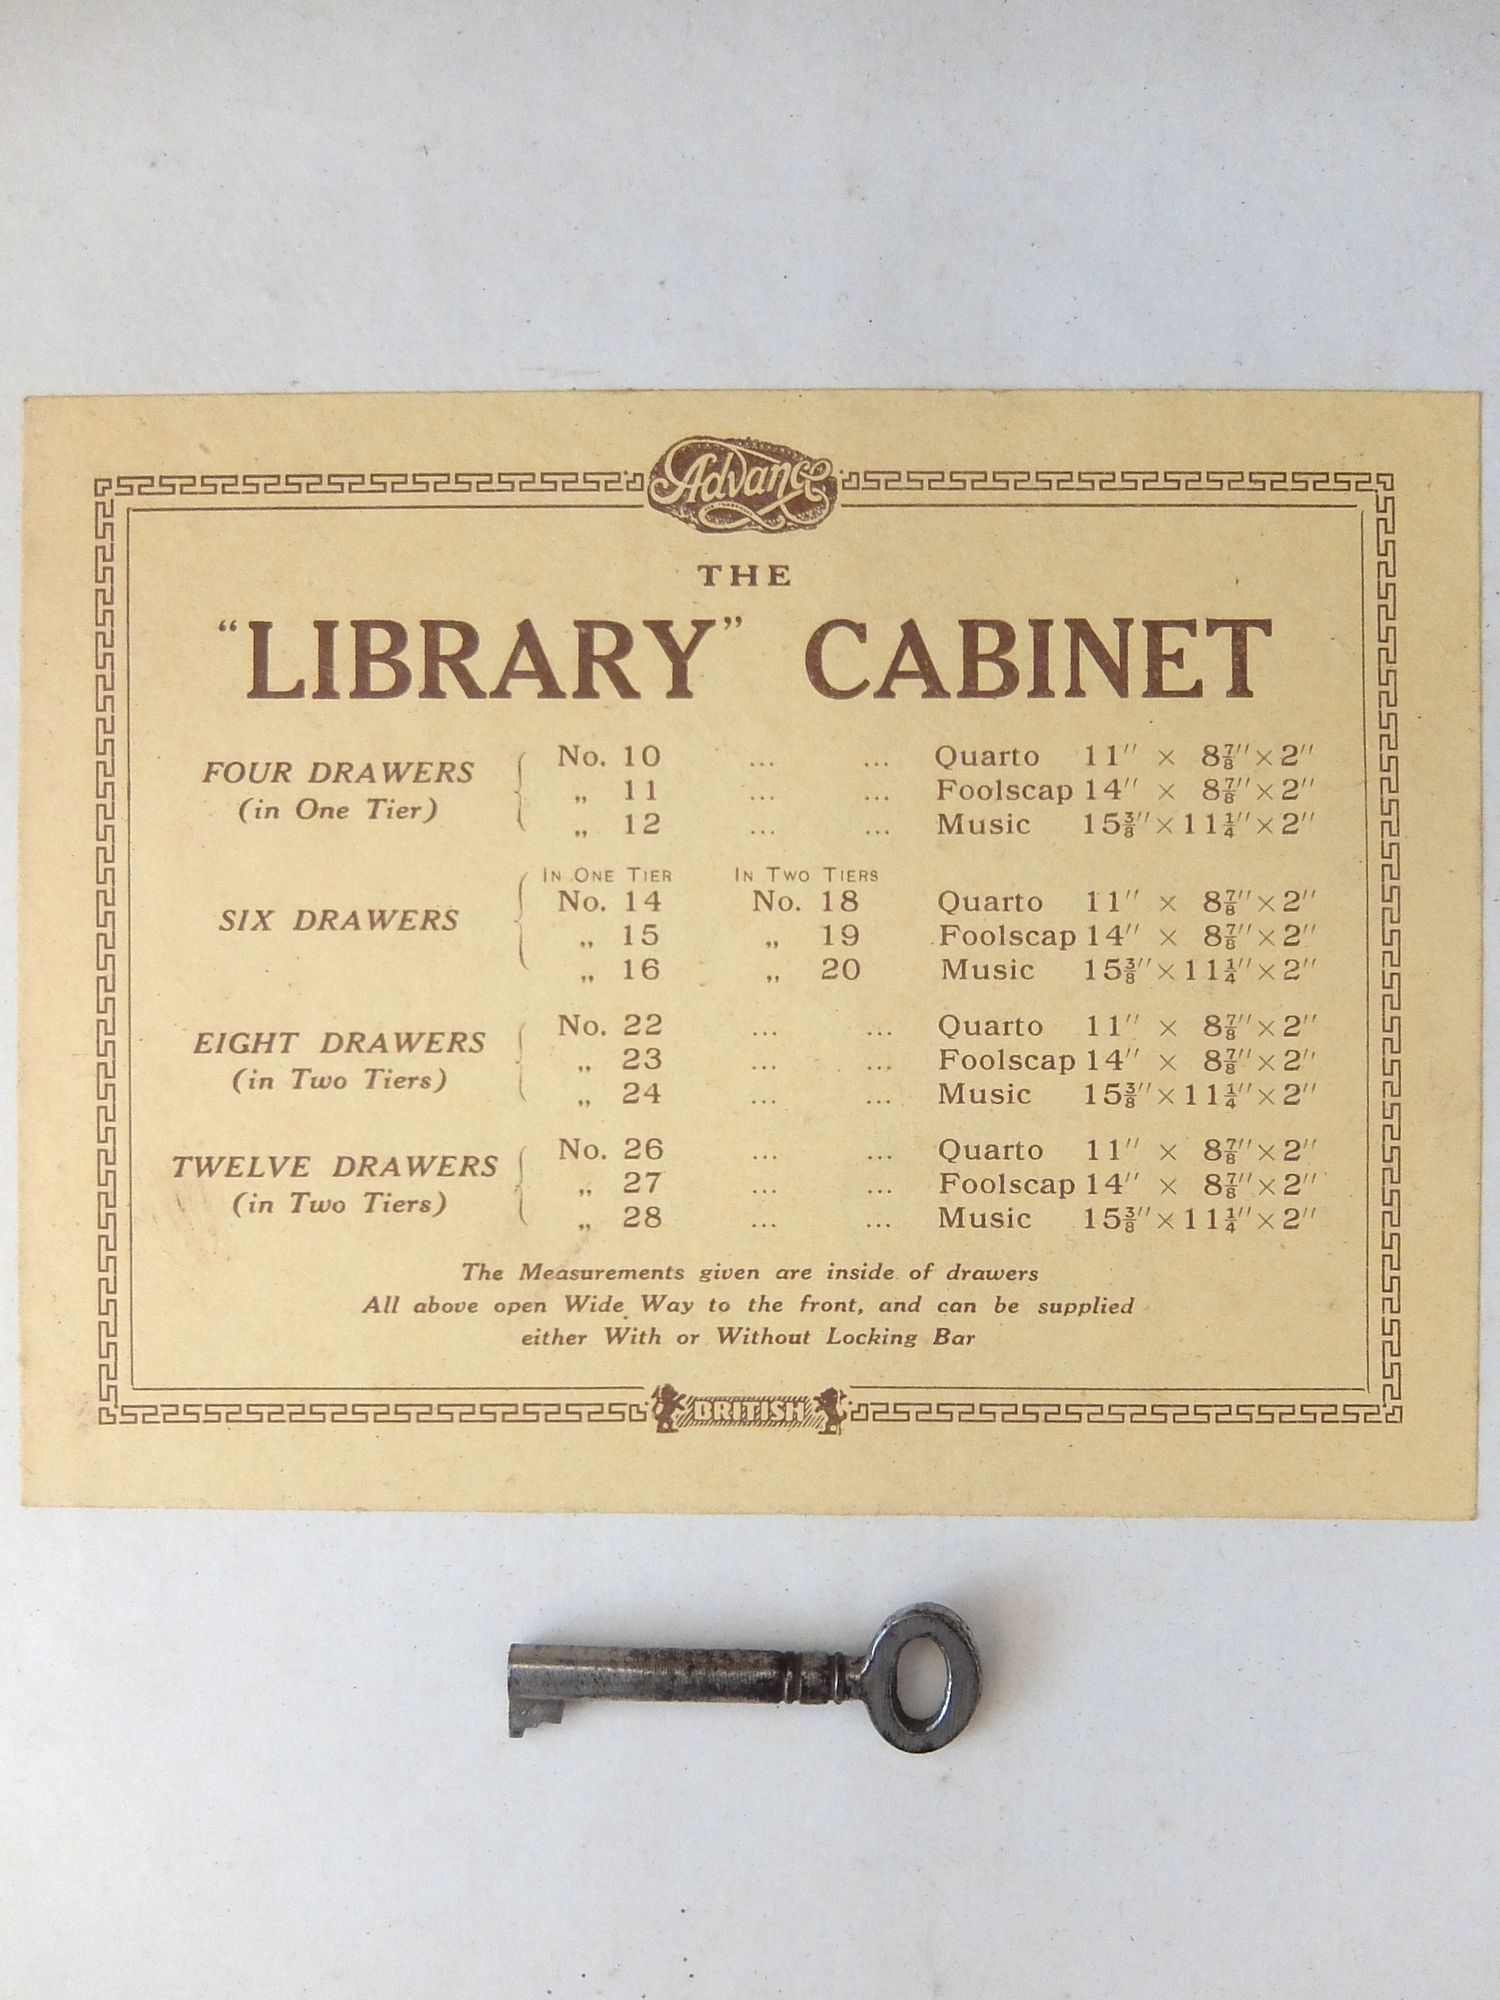 Advance
THE
“LIBRARY” CABINET
FOUR DRAWERS
(in One Tier)
No. 10 ... ... Quarto 11″ × 8⅞″ × 2″
„ 11 ... ... Foolscap 14″ × 8⅞″ × 2″
„ 12 ... ... Music 15⅜″ × 11¼″ × 2″
SIX DRAWERS
IN ONE TIER IN TWO TIERS
No. 14 No. 18 Quarto 11″ × 8⅞″ × 2″
„ 15 „ 19 Foolscap 14″ × 8⅞″ × 2″
„ 16 „ 20 Music 15⅜″ × 11¼″ × 2″
EIGHT DRAWERS
(in Two Tiers)
No. 22 ... ... Quarto 11″ × 8⅞″ × 2″
„ 23 ... ... Foolscap 14″ × 8⅞″ × 2″
„ 24 ... ... Music 15⅜″ × 11¼″ × 2″
TWELVE DRAWERS
(in Two Tiers)
No. 26 ... ... Quarto 11″ × 8⅞″ × 2″
„ 27 ... ... Foolscap 14″ × 8⅞″ × 2″
„ 28 ... ... Music 15⅜″ × 11¼″ × 2″
The Measurements given are inside of drawers
All above open Wide Way to the front, and can be supplied
either With or Without Locking Bar
BRITISH